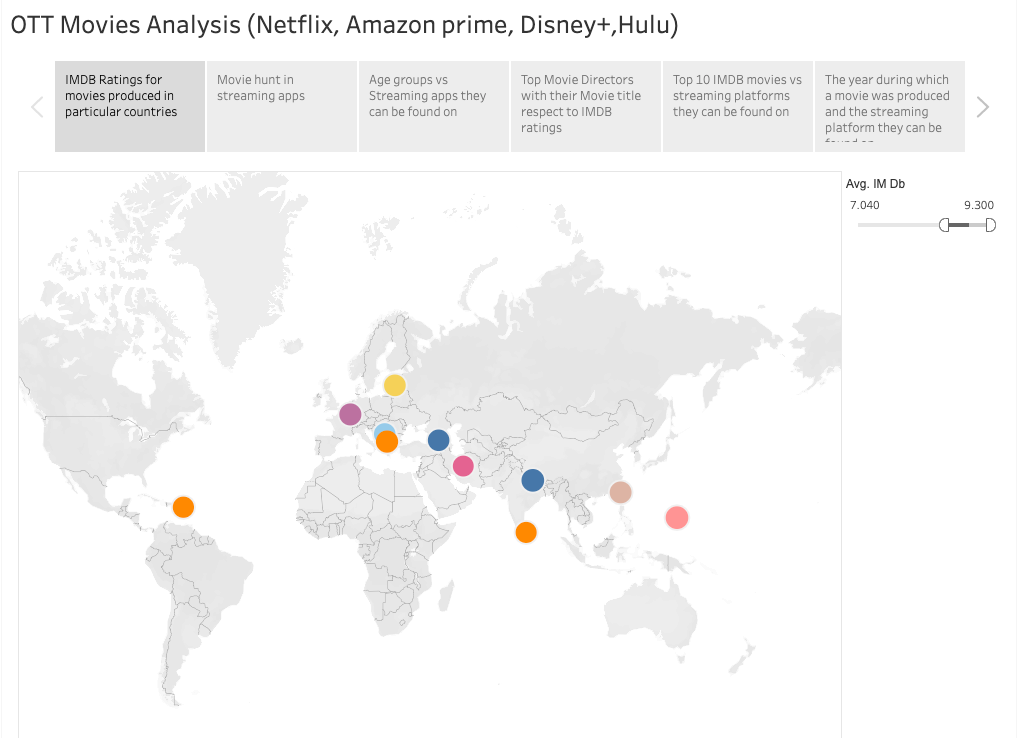 OTT Movies Analysis (Netflix, Amazon prime, Disney+,Hulu)
IMDB Ratings for
movies produced in
particular countries
Movie hunt in
streaming apps
Age groups vs
Streaming apps they
can be found on
Top Movie Directors
with their Movie title
respect to IMDB
ratings
Top 10 IMDB movies vs
streaming platforms
they can be found on
The year during which
a movie was produced
and the streaming
platform they can be
found on
Avg. IM Db
7.040 9.300